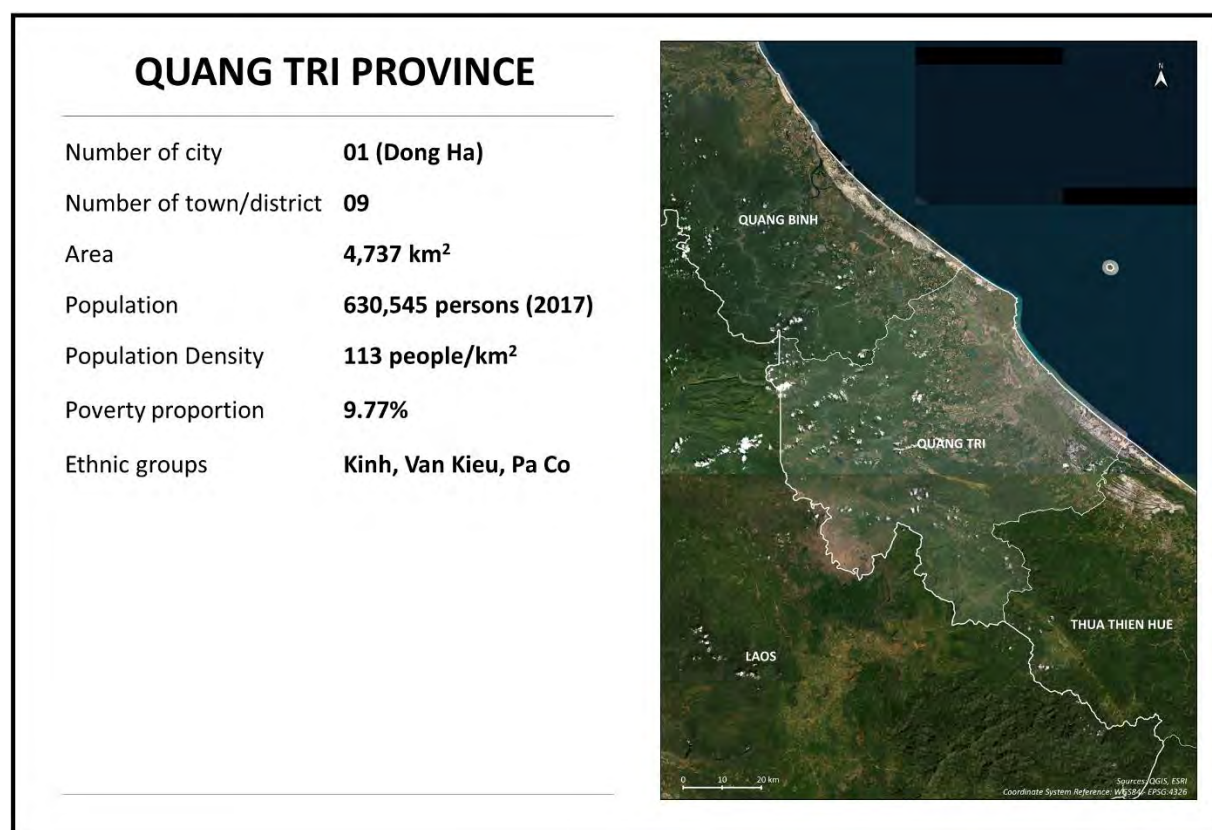 QUANG TRI PROVINCE
Number of city 01 (Dong Ha)
Number of town/district 09
Area 4,737 km²
Population 630,545 persons (2017)
Population Density 113 people/km²
Poverty proportion 9.77%
Ethnic groups Kinh, Van Kieu, Pa Co
N
QUANG BINH
QUANG TRI
THUA THIEN HUE
LAOS
0 10 20 km
Sources: QGIS, ESRI
Coordinate System Reference: WGS84 - EPSG:4326